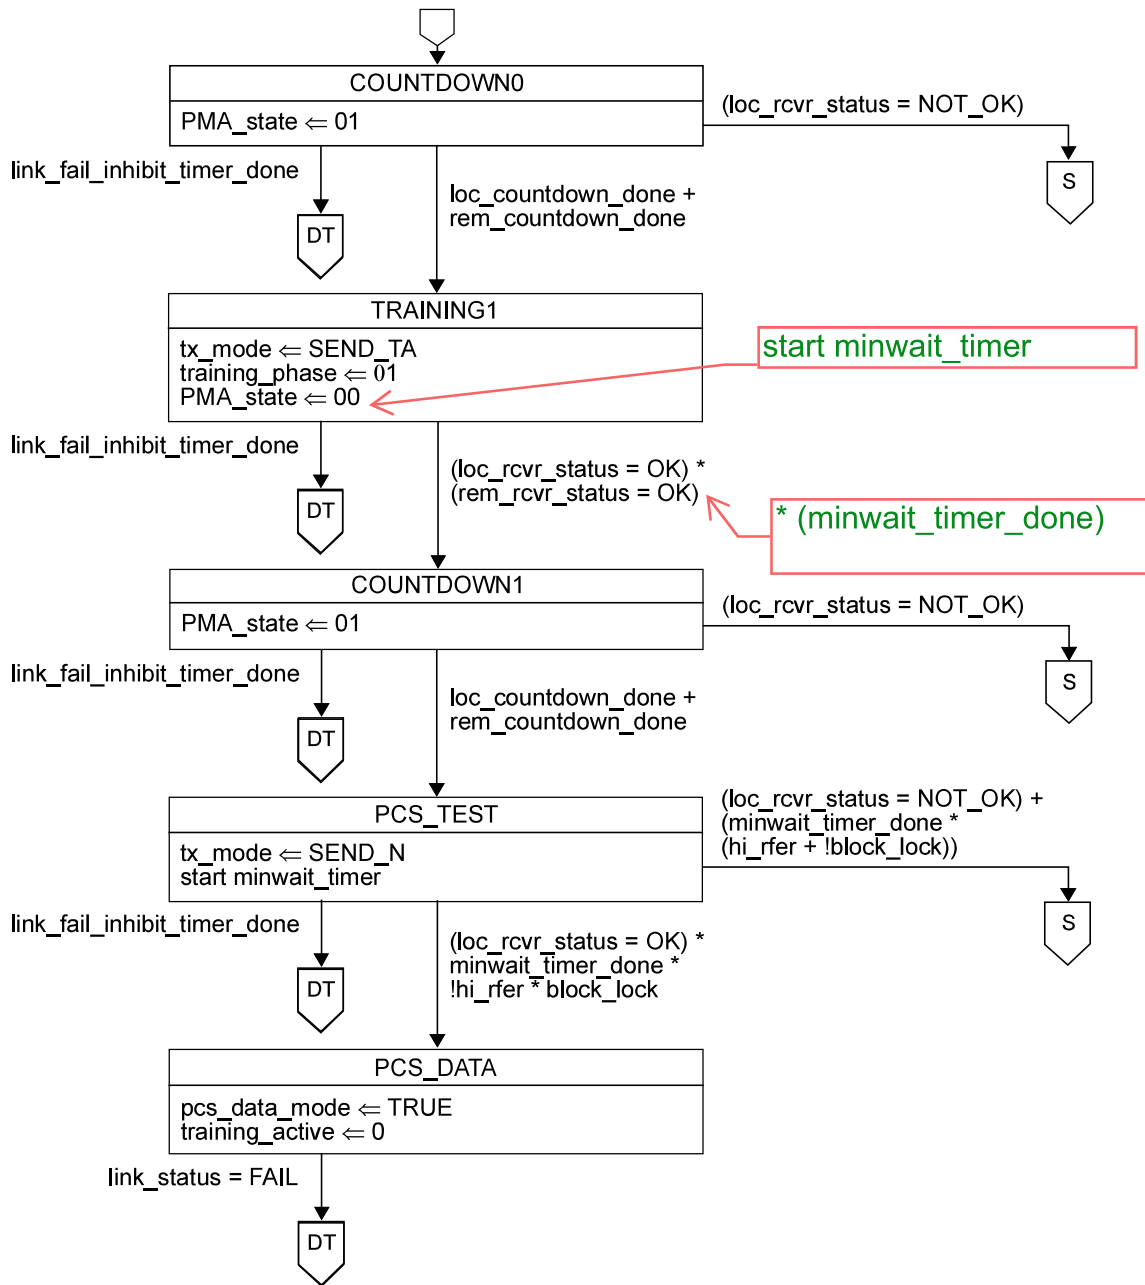 COUNTDOWN0
PMA_state ⇐ 01
(loc_rcvr_status = NOT_OK)
S
link_fail_inhibit_timer_done
DT
loc_countdown_done +
rem_countdown_done
TRAINING1
tx_mode ⇐ SEND_TA
training_phase ⇐ 01
PMA_state ⇐ 00
start minwait_timer
link_fail_inhibit_timer_done
DT
(loc_rcvr_status = OK) *
(rem_rcvr_status = OK)
* (minwait_timer_done)
COUNTDOWN1
PMA_state ⇐ 01
(loc_rcvr_status = NOT_OK)
S
link_fail_inhibit_timer_done
DT
loc_countdown_done +
rem_countdown_done
PCS_TEST
tx_mode ⇐ SEND_N
start minwait_timer
(loc_rcvr_status = NOT_OK) +
(minwait_timer_done *
(hi_rfer + !block_lock))
S
link_fail_inhibit_timer_done
DT
(loc_rcvr_status = OK) *
minwait_timer_done *
!hi_rfer * block_lock
PCS_DATA
pcs_data_mode ⇐ TRUE
training_active ⇐ 0
link_status = FAIL
DT